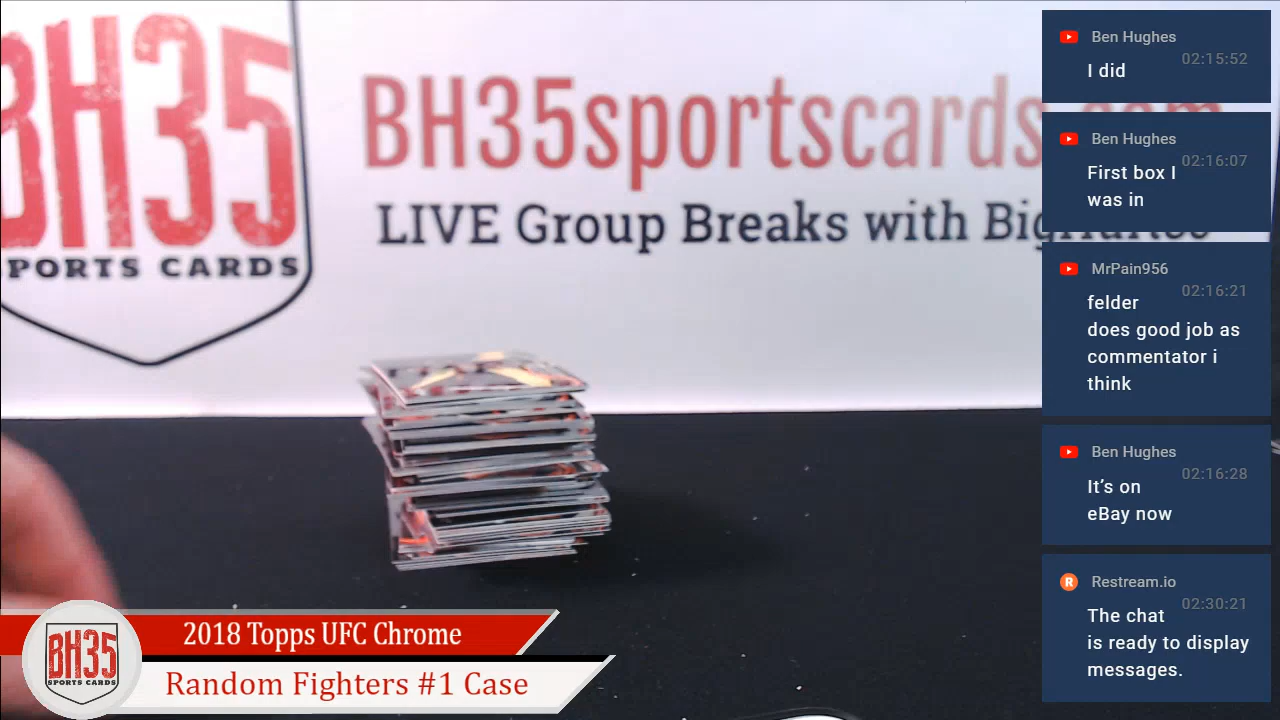 BH35
SPORTS CARDS
BH35sportscards.com
LIVE Group Breaks with
Ben Hughes
02:15:52
I did
Ben Hughes
02:16:07
First box I
was in
MrPain956
02:16:21
felder
does good job as
commentator i
think
Ben Hughes
02:16:28
It's on
eBay now
Restream.io
02:30:21
The chat
is ready to display
messages.
BH35
SPORTS CARDS
2018 Topps UFC Chrome
Random Fighters #1 Case